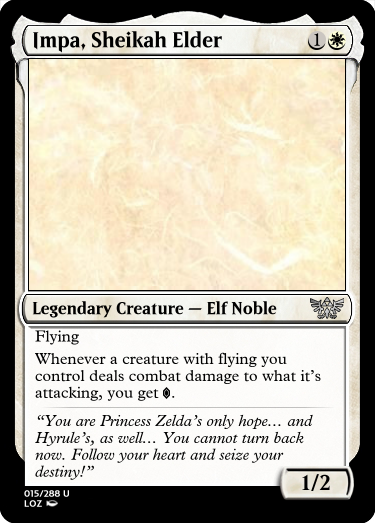 Impa, Sheikah Elder 1
Legendary Creature — Elf Noble
Flying
Whenever a creature with flying you
control deals combat damage to what it's
attacking, you get .
“You are Princess Zelda's only hope... and
Hyrule's, as well... You cannot turn back
now. Follow your heart and seize your
destiny!”
1/2
015/288 U
LOZ